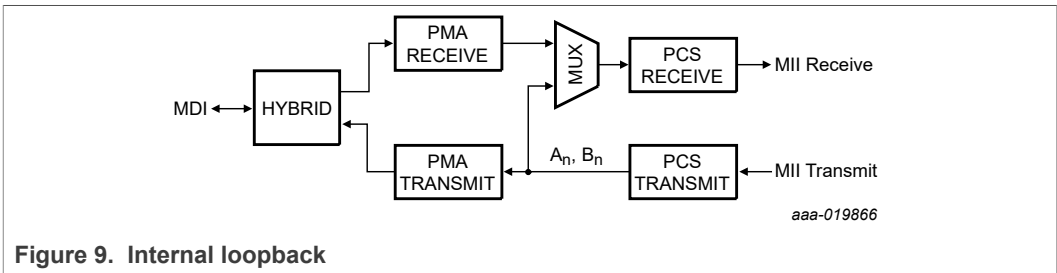 PMA
RECEIVE
MUX
PCS
RECEIVE
MII Receive
MDI
HYBRID
PMA
TRANSMIT
Aₙ, Bₙ
PCS
TRANSMIT
MII Transmit
aaa-019866
Figure 9. Internal loopback